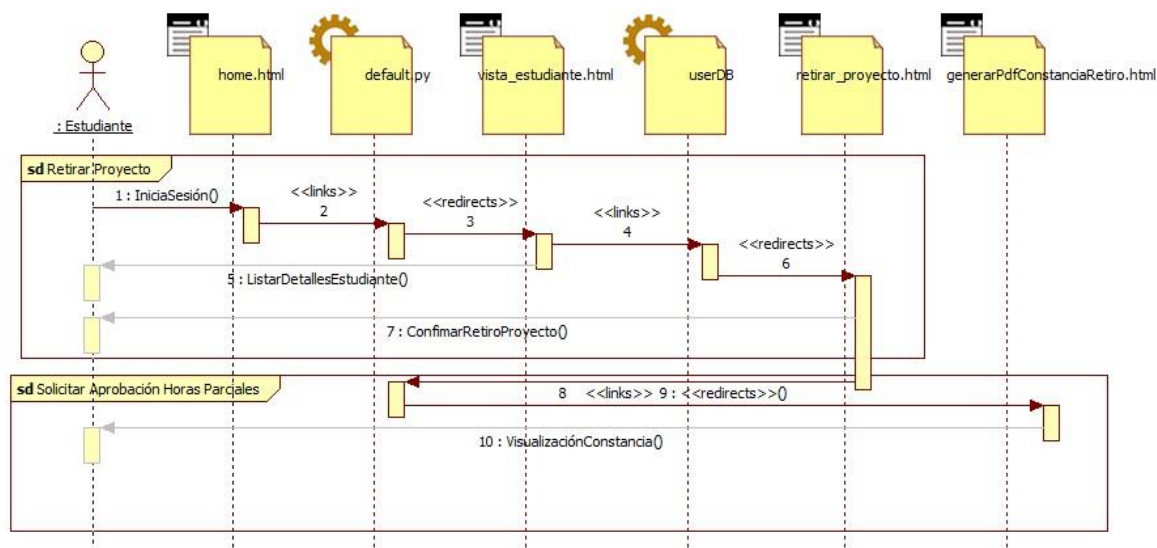 home.html
default.py
vista_estudiante.html
userDB
retirar_proyecto.html
generarPdfConstanciaRetiro.html
: Estudiante
sd Retirar Proyecto
1 : IniciaSesión()
<<links>>
2
<<redirects>>
3
<<links>>
4
<<redirects>>
6
5 : ListarDetallesEstudiante()
7 : ConfimarRetiroProyecto()
sd Solicitar Aprobación Horas Parciales
8 <<links>> 9 : <<redirects>>()
10 : VisualizaciónConstancia()